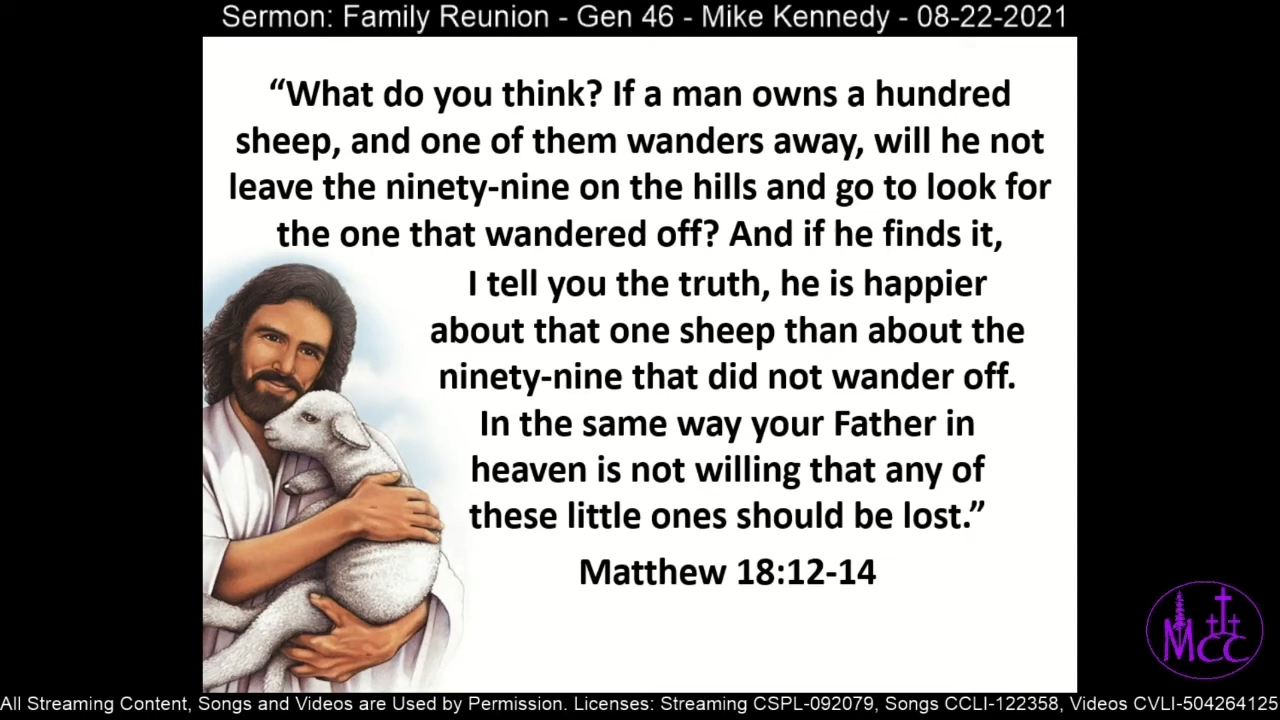 Sermon: Family Reunion - Gen 46 - Mike Kennedy - 08-22-2021
“What do you think? If a man owns a hundred
sheep, and one of them wanders away, will he not
leave the ninety-nine on the hills and go to look for
the one that wandered off? And if he finds it,
I tell you the truth, he is happier
about that one sheep than about the
ninety-nine that did not wander off.
In the same way your Father in
heaven is not willing that any of
these little ones should be lost.”
Matthew 18:12-14
MCC
All Streaming Content, Songs and Videos are Used by Permission. Licenses: Streaming CSPL-092079, Songs CCLI-122358, Videos CVLI-504264125